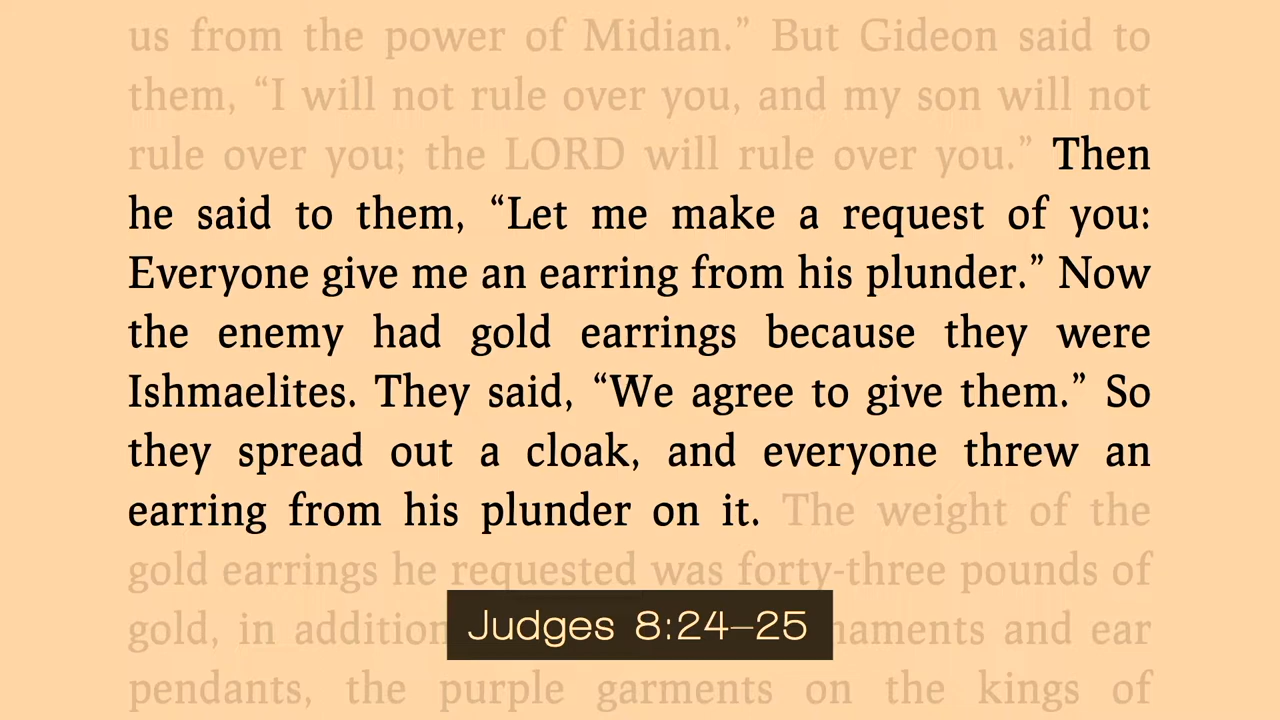 us from the power of Midian.” But Gideon said to
them, “I will not rule over you, and my son will not
rule over you; the LORD will rule over you.” Then
he said to them, “Let me make a request of you:
Everyone give me an earring from his plunder.” Now
the enemy had gold earrings because they were
Ishmaelites. They said, “We agree to give them.” So
they spread out a cloak, and everyone threw an
earring from his plunder on it. The weight of the
gold earrings he requested was forty-three pounds of
gold, in addition naments and ear
Judges 8:24–25
pendants, the purple garments on the kings of